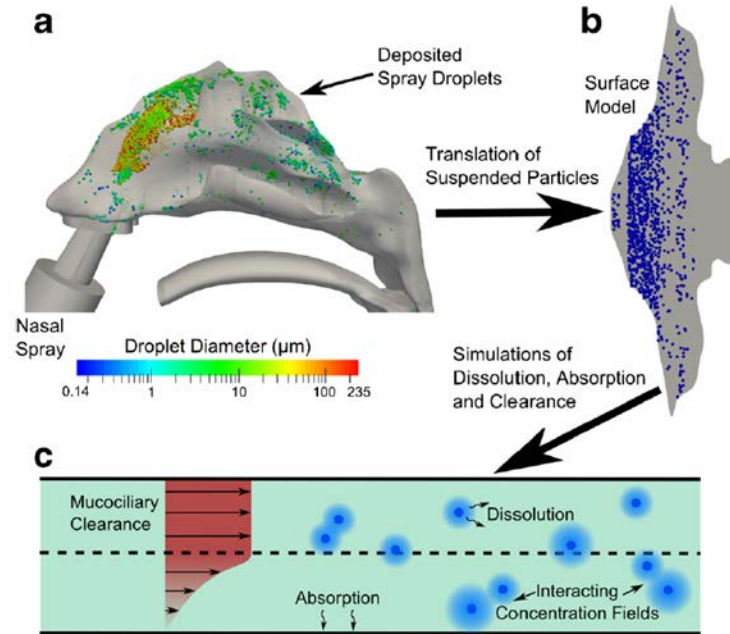 a
Deposited
Spray Droplets
b
Surface
Model
Translation of
Suspended Particles
Nasal
Spray
Droplet Diameter (μm)
0.14 1 10 100 235
Simulations of
Dissolution, Absorption
and Clearance
c
Mucociliary
Clearance
Dissolution
Absorption
Interacting
Concentration Fields